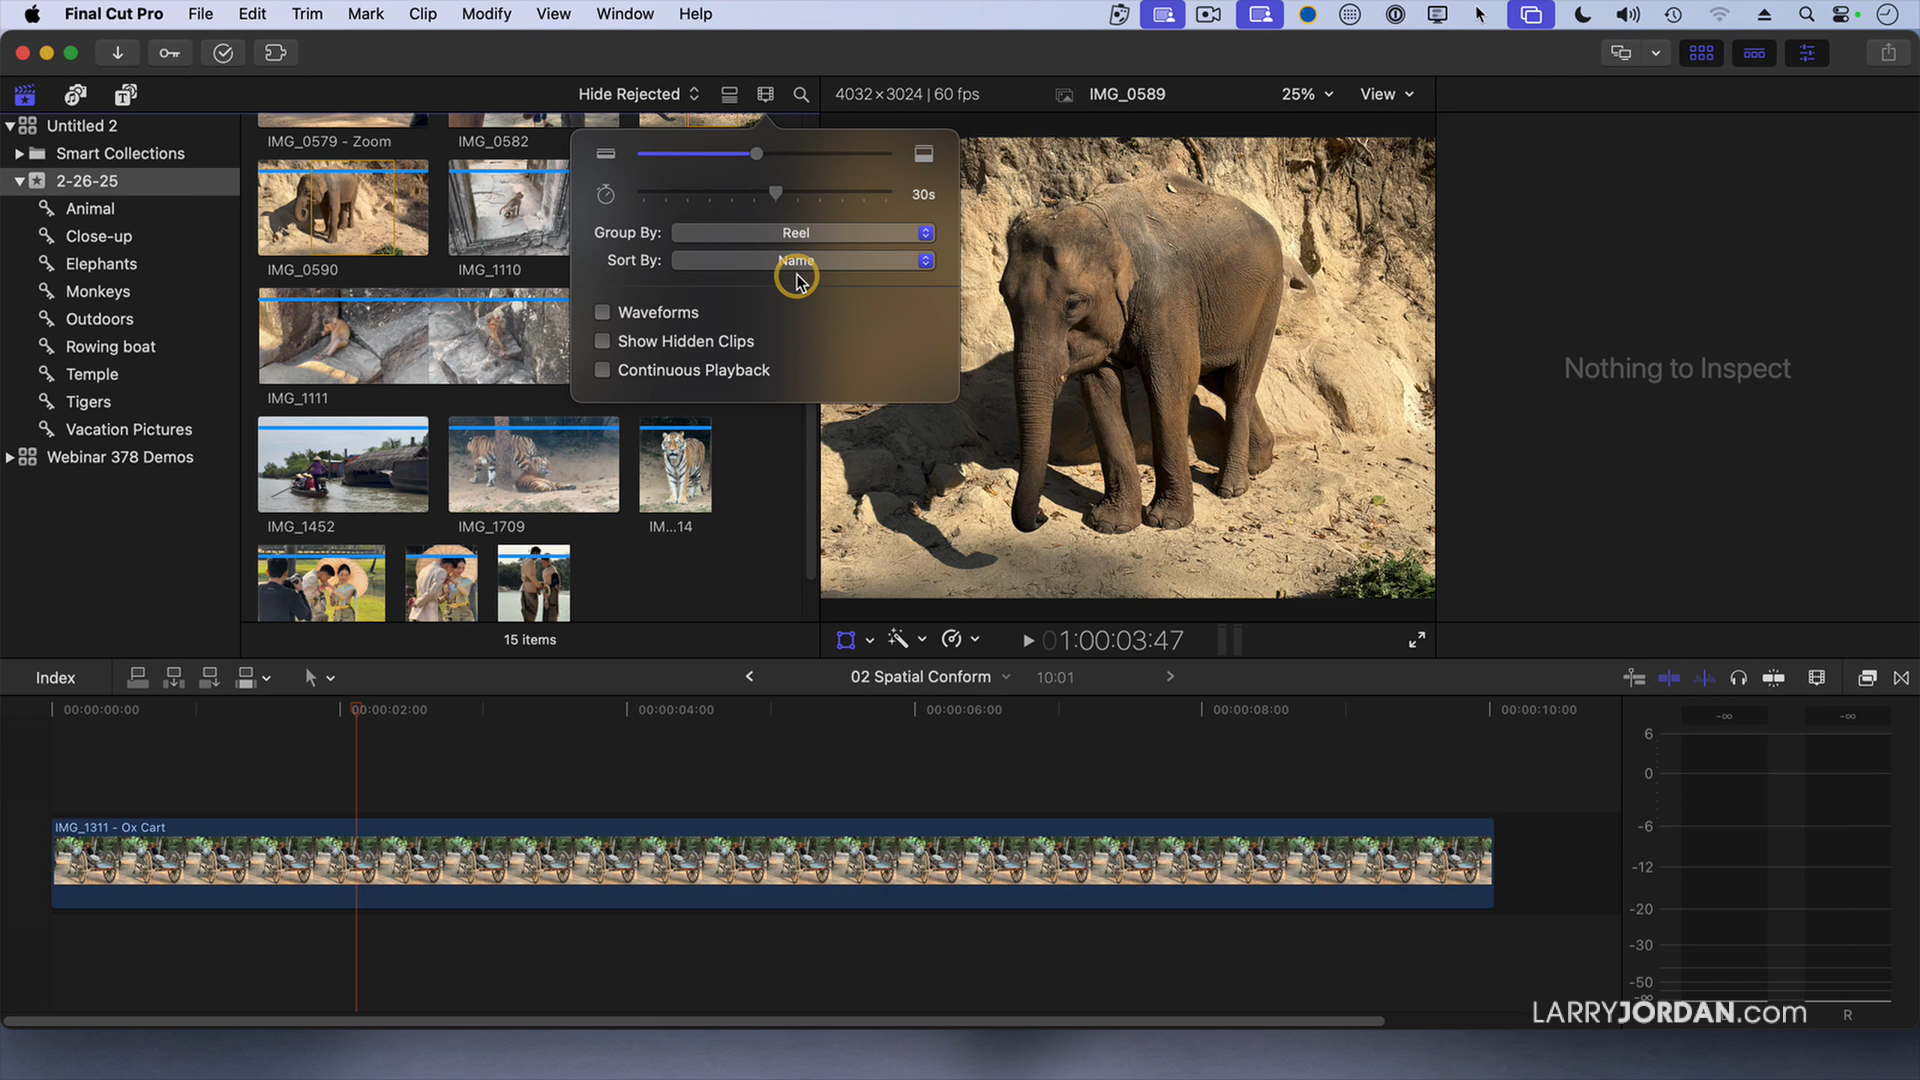 Final Cut Pro File Edit Trim Mark Clip Modify View Window Help
Hide Rejected
4032×3024 | 60 fps
IMG_0589
25%
View
Untitled 2
Smart Collections
2-26-25
Animal
Close-up
Elephants
Monkeys
Outdoors
Rowing boat
Temple
Tigers
Vacation Pictures
Webinar 378 Demos
IMG_0579 - Zoom
IMG_0582
IMG_0590
IMG_1110
IMG_1111
IMG_1452
IMG_1709
IM...14
15 items
30s
Group By: Reel
Sort By: Name
Waveforms
Show Hidden Clips
Continuous Playback
Nothing to Inspect
01:00:03:47
Index
02 Spatial Conform
10:01
00:00:00:00
00:00:02:00
00:00:04:00
00:00:06:00
00:00:08:00
00:00:10:00
IMG_1311 - Ox Cart
-∞
-∞
6
0
-6
-12
-20
-30
-50
-∞
R
LARRYJORDAN.com